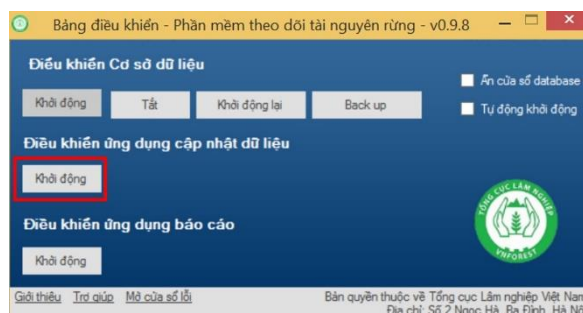 Bảng điều khiển - Phần mềm theo dõi tài nguyên rừng - v0.9.8
Điều khiển Cơ sở dữ liệu
Ẩn cửa sổ database
Khởi động Tắt Khởi động lại Back up
Tự động khởi động
Điều khiển ứng dụng cập nhật dữ liệu
Khởi động
TỔNG CỤC LÂM NGHIỆP
VNFOREST
Điều khiển ứng dụng báo cáo
Khởi động
Giới thiệu Trợ giúp Mở cửa sổ lỗi
Bản quyền thuộc về Tổng cục Lâm nghiệp Việt Nam
Địa chỉ: Số 2 Ngọc Hà, Ba Đình, Hà Nộ